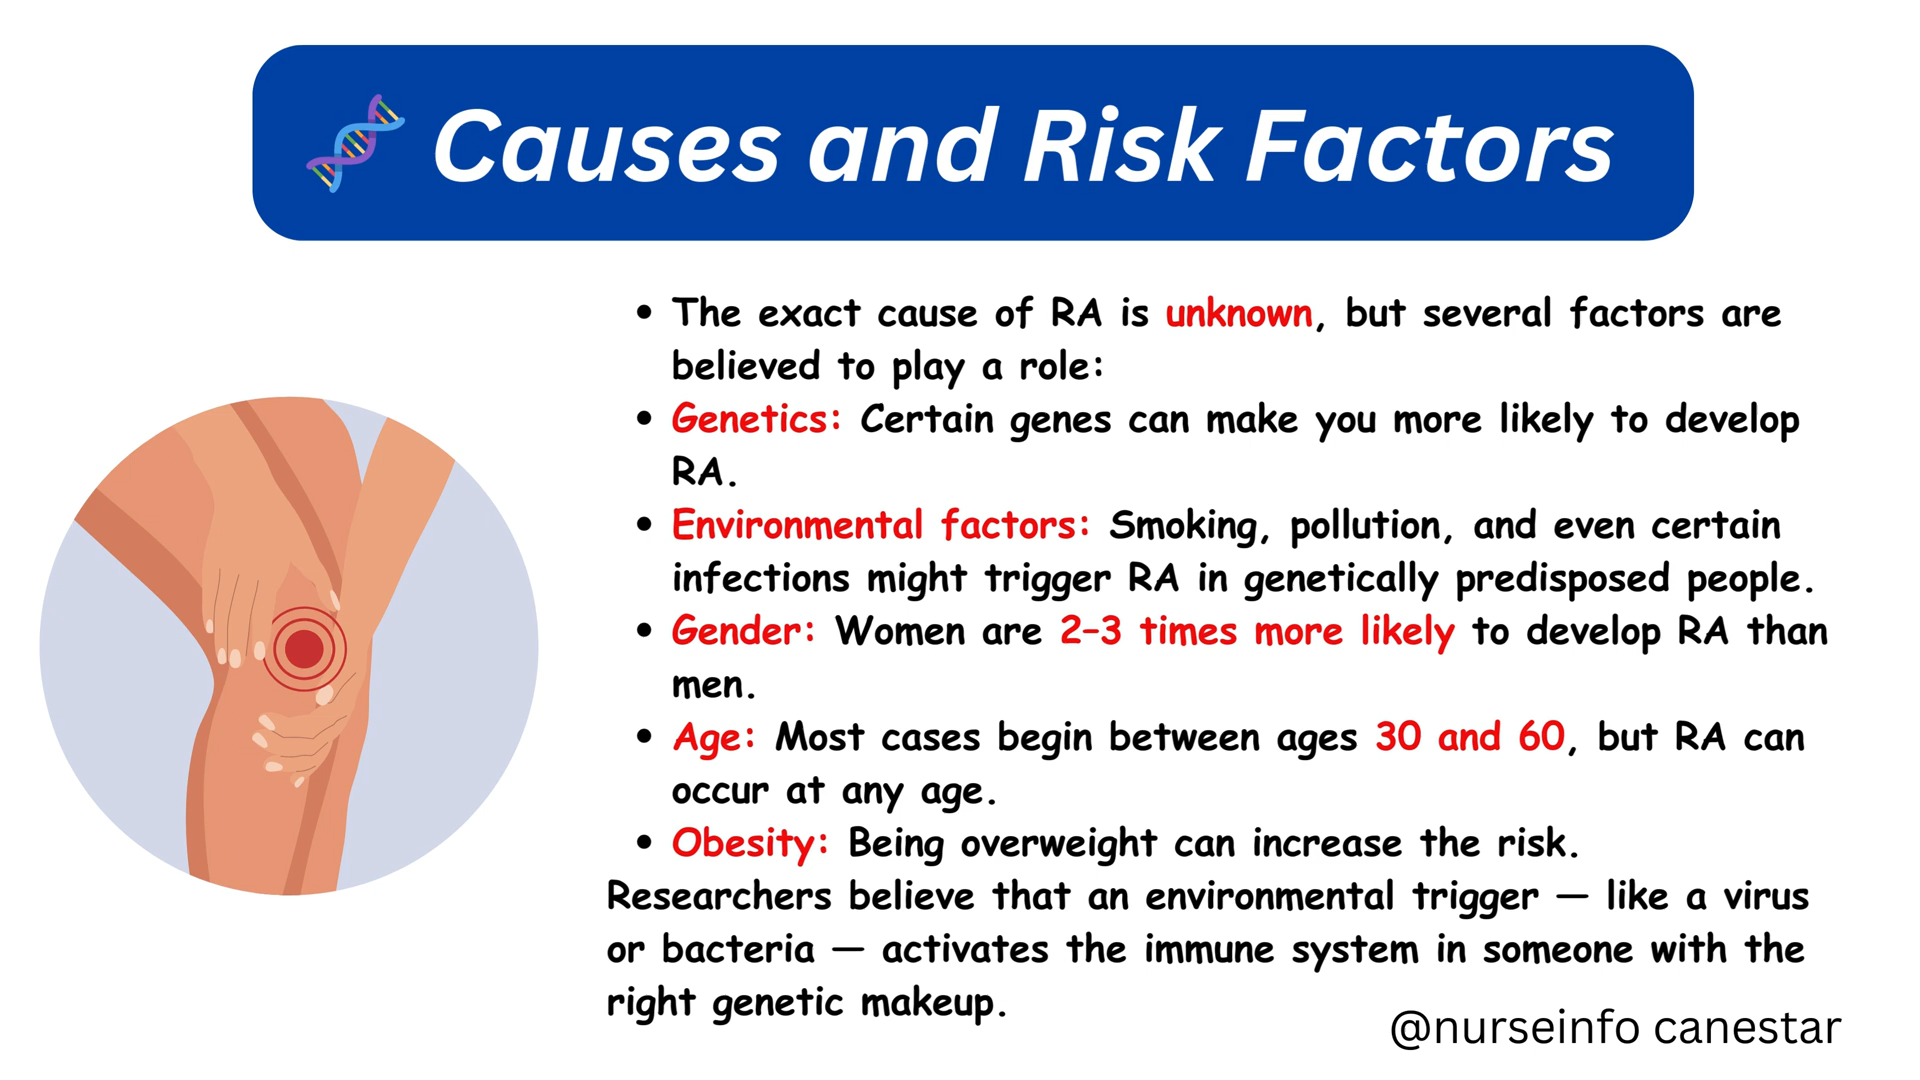 Causes and Risk Factors
• The exact cause of RA is unknown, but several factors are
believed to play a role:
• Genetics: Certain genes can make you more likely to develop
RA.
• Environmental factors: Smoking, pollution, and even certain
infections might trigger RA in genetically predisposed people.
• Gender: Women are 2–3 times more likely to develop RA than
men.
• Age: Most cases begin between ages 30 and 60, but RA can
occur at any age.
• Obesity: Being overweight can increase the risk.
Researchers believe that an environmental trigger — like a virus
or bacteria — activates the immune system in someone with the
right genetic makeup.
@nurseinfo canestar